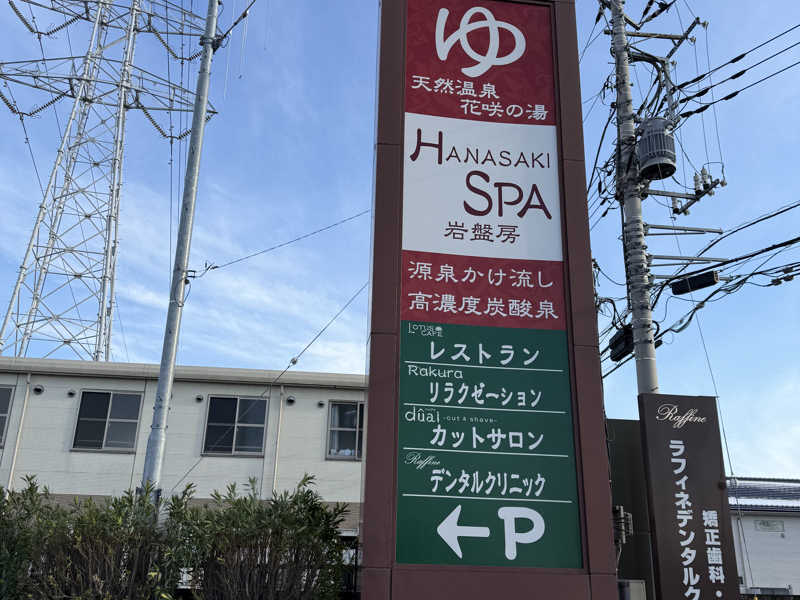 ゆ
天然温泉
花咲の湯
HANASAKI
SPA
岩盤房
源泉かけ流し
高濃度炭酸泉
LOTUS CAFE
レストラン
Rakura
リラクゼーション
dûal -cut & shave-
カットサロン
Raffine
デンタルクリニック
←P
Raffine
ラフィネデンタルク
矯正歯科・